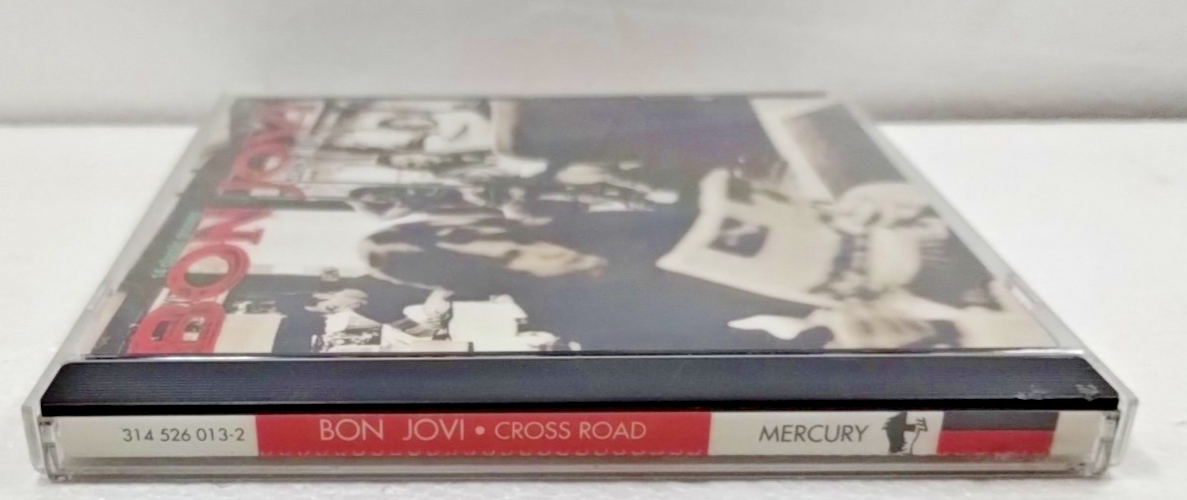 BON JOVI
314 526 013-2
BON JOVI • CROSS ROAD
MERCURY